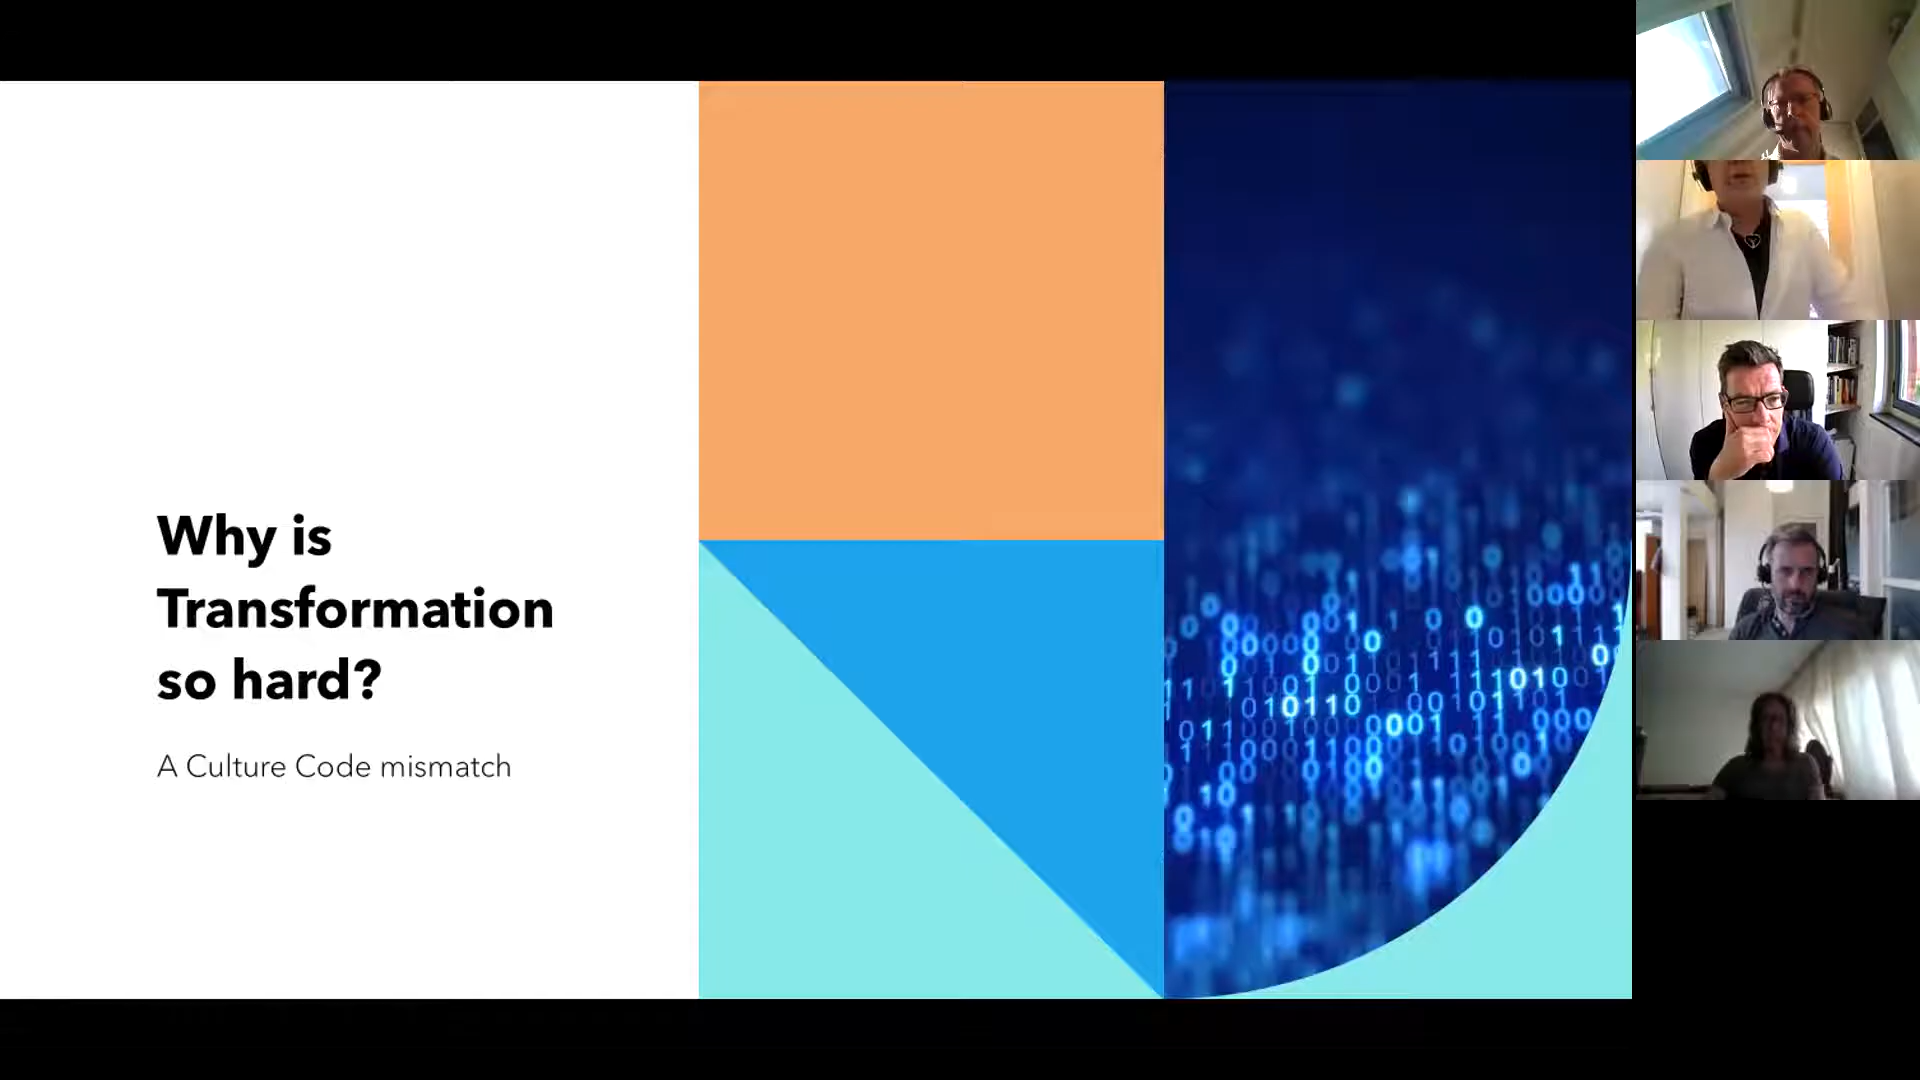 Why is
Transformation
so hard?
A Culture Code mismatch